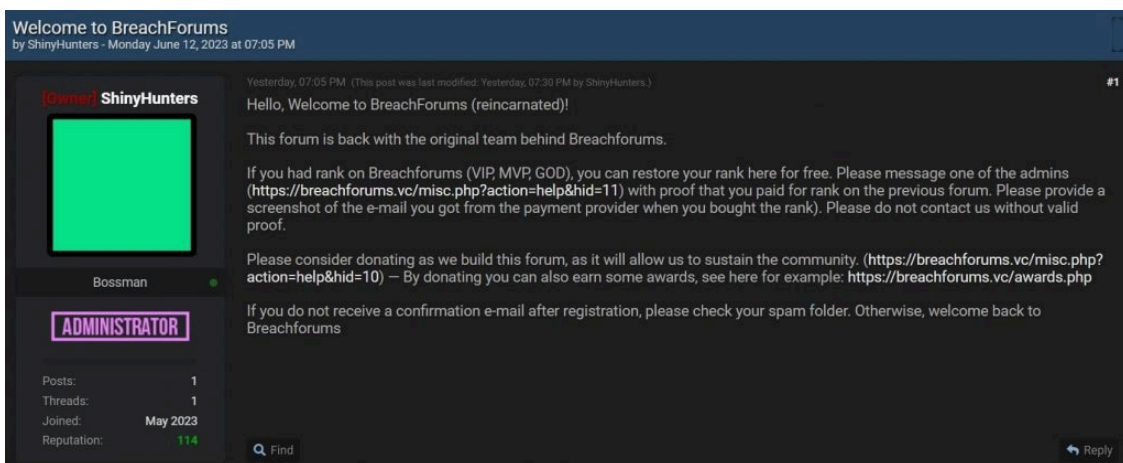 Welcome to BreachForums
by ShinyHunters - Monday June 12, 2023 at 07:05 PM
[Owner] ShinyHunters
Bossman
ADMINISTRATOR
Posts: 1
Threads: 1
Joined: May 2023
Reputation: 114
Yesterday, 07:05 PM (This post was last modified: Yesterday, 07:30 PM by ShinyHunters.)
#1
Hello, Welcome to BreachForums (reincarnated)!
This forum is back with the original team behind Breachforums.
If you had rank on Breachforums (VIP, MVP, GOD), you can restore your rank here for free. Please message one of the admins
(https://breachforums.vc/misc.php?action=help&hid=11) with proof that you paid for rank on the previous forum. Please provide a
screenshot of the e-mail you got from the payment provider when you bought the rank). Please do not contact us without valid
proof.
Please consider donating as we build this forum, as it will allow us to sustain the community. (https://breachforums.vc/misc.php?
action=help&hid=10) — By donating you can also earn some awards, see here for example: https://breachforums.vc/awards.php
If you do not receive a confirmation e-mail after registration, please check your spam folder. Otherwise, welcome back to
Breachforums
Find
Reply